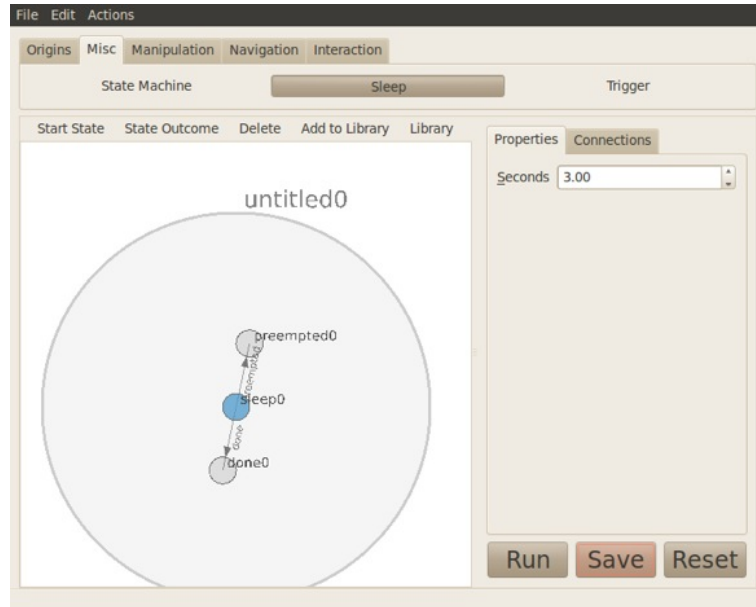 File Edit Actions
Origins Misc Manipulation Navigation Interaction
State Machine Sleep Trigger
Start State State Outcome Delete Add to Library Library
Properties Connections
Seconds 3.00
untitled0
preempted0
preempted
sleep0
done
done0
Run Save Reset